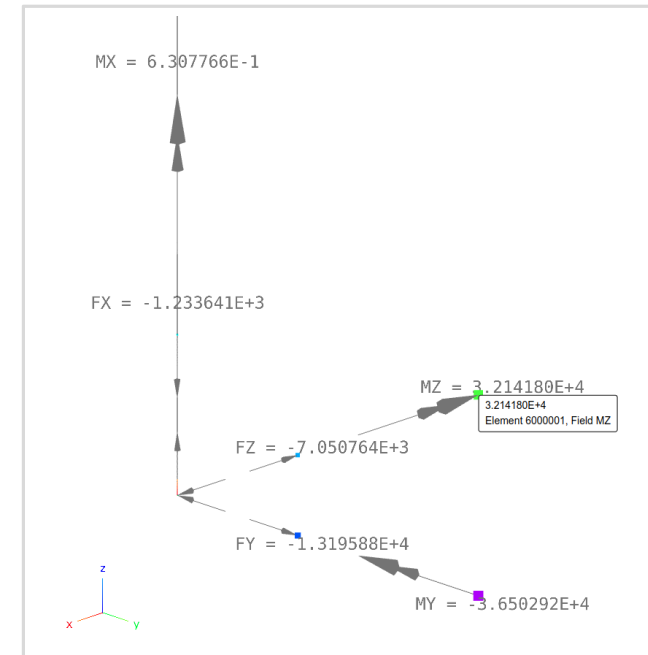 MX = 6.307766E-1
FX = -1.233641E+3
MZ = 3.214180E+4
3.214180E+4
Element 6000001, Field MZ
FZ = -7.050764E+3
FY = -1.319588E+4
MY = -3.650292E+4
z
x
y